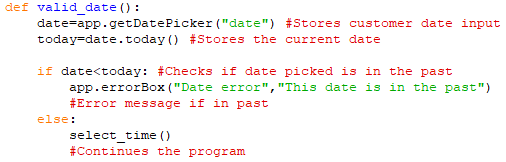 def valid_date():
    date=app.getDatePicker("date") #Stores customer date input
    today=date.today() #Stores the current date

    if date<today: #Checks if date picked is in the past
        app.errorBox("Date error","This date is in the past")
        #Error message if in past
    else:
        select_time()
        #Continues the program